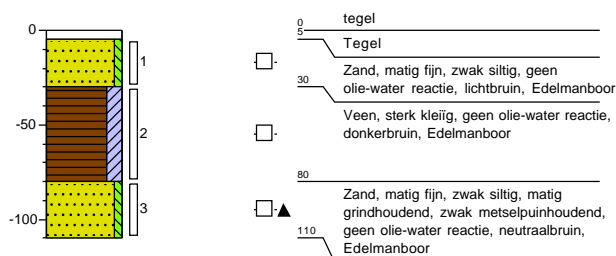 0
-50
-100
1
2
3
0
tegel
5
Tegel
Zand, matig fijn, zwak siltig, geen
olie-water reactie, lichtbruin, Edelmanboor
30
Veen, sterk kleiïg, geen olie-water reactie,
donkerbruin, Edelmanboor
80
Zand, matig fijn, zwak siltig, matig
grindhoudend, zwak metselpuinhoudend,
geen olie-water reactie, neutraalbruin,
Edelmanboor
110